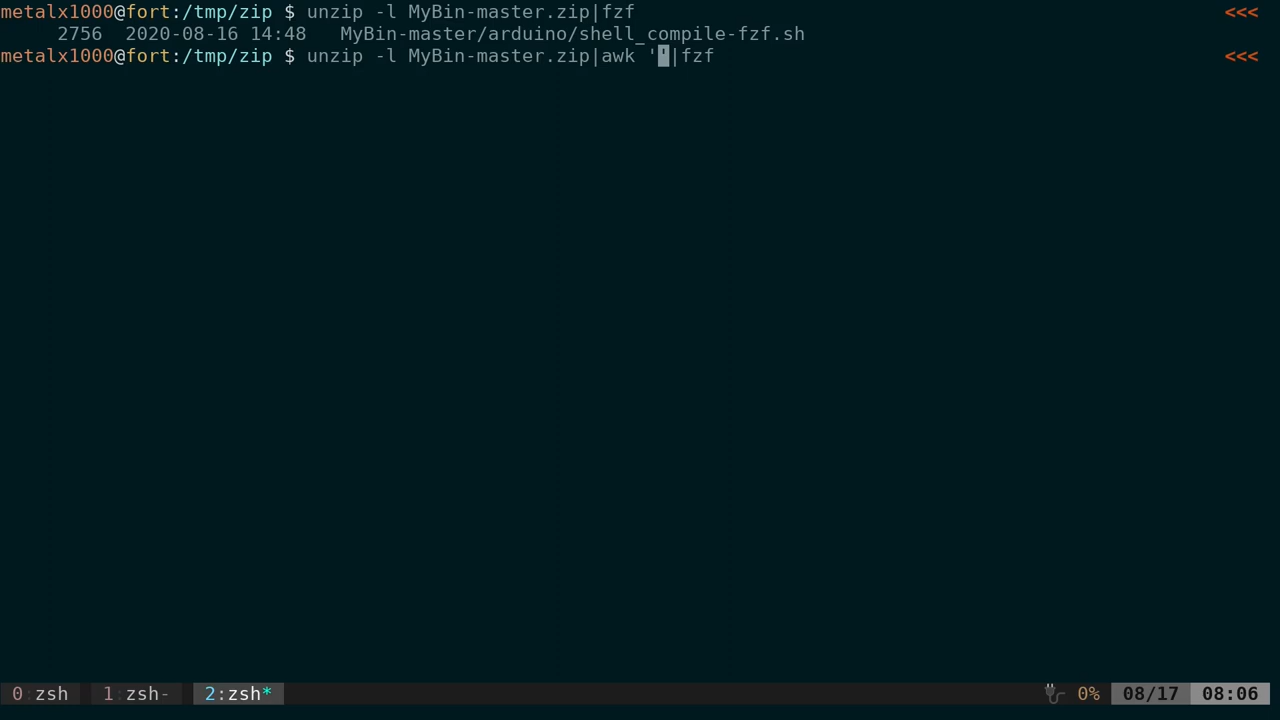 metalx1000@fort:/tmp/zip $ unzip -l MyBin-master.zip|fzf <<<
2756 2020-08-16 14:48 MyBin-master/arduino/shell_compile-fzf.sh
metalx1000@fort:/tmp/zip $ unzip -l MyBin-master.zip|awk ''|fzf <<<
0:zsh 1:zsh- 2:zsh* 0% 08/17 08:06